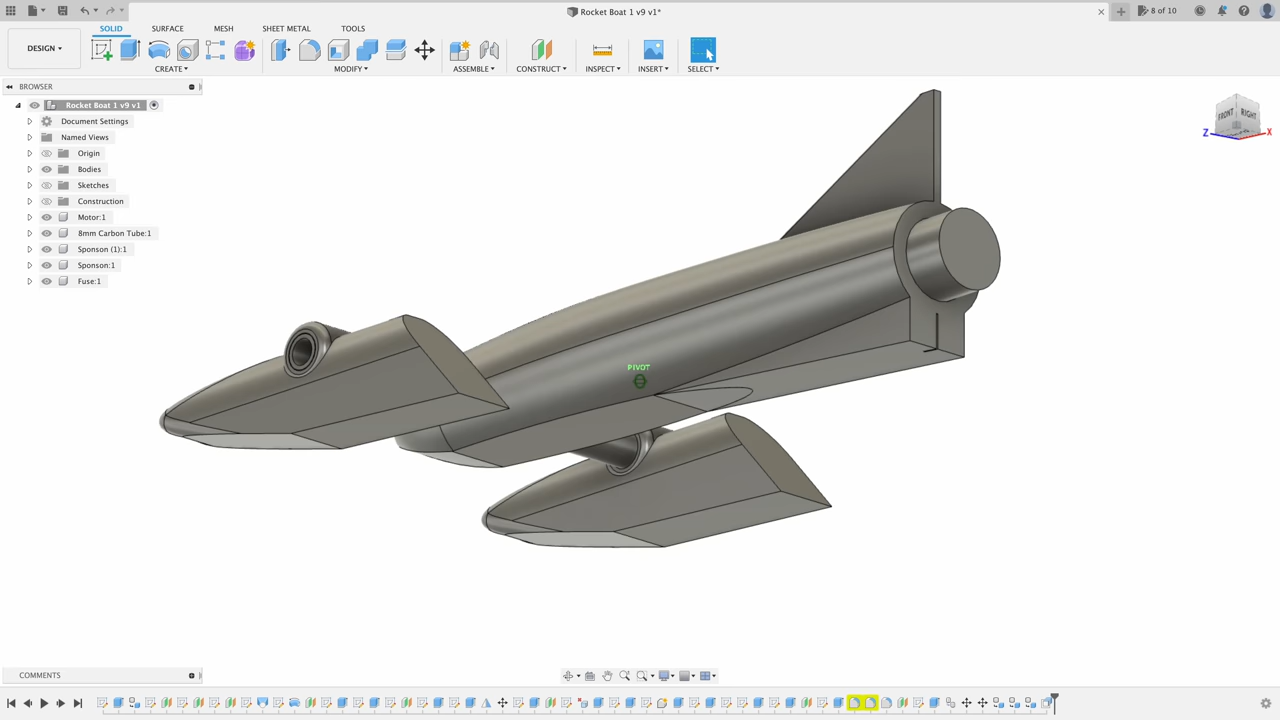 Rocket Boat 1 v9 v1*
8 of 10
SOLID
SURFACE
MESH
SHEET METAL
TOOLS
DESIGN
CREATE
MODIFY
ASSEMBLE
CONSTRUCT
INSPECT
INSERT
SELECT
BROWSER
Rocket Boat 1 v9 v1
Document Settings
Named Views
Origin
Bodies
Sketches
Construction
Motor:1
8mm Carbon Tube:1
Sponson (1):1
Sponson:1
Fuse:1
FRONT
RIGHT
Z
X
PIVOT
COMMENTS